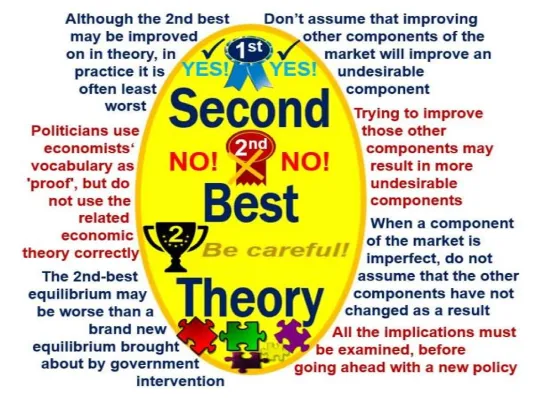 Although the 2nd best
may be improved
on in theory, in
practice it is
often least
worst
Politicians use
economists‘
vocabulary as
'proof', but do
not use the
related
economic
theory correctly
The 2nd-best
equilibrium may
be worse than a
brand new
equilibrium brought
about by government
intervention
1st
YES! YES!
Second
2nd
NO! NO!
Best
2
Be careful!
Theory
Don’t assume that improving
other components of the
market will improve an
undesirable
component
Trying to improve
those other
components may
result in more
undesirable
components
When a component
of the market is
imperfect, do not
assume that the other
components have not
changed as a result
All the implications must
be examined, before
going ahead with a new policy